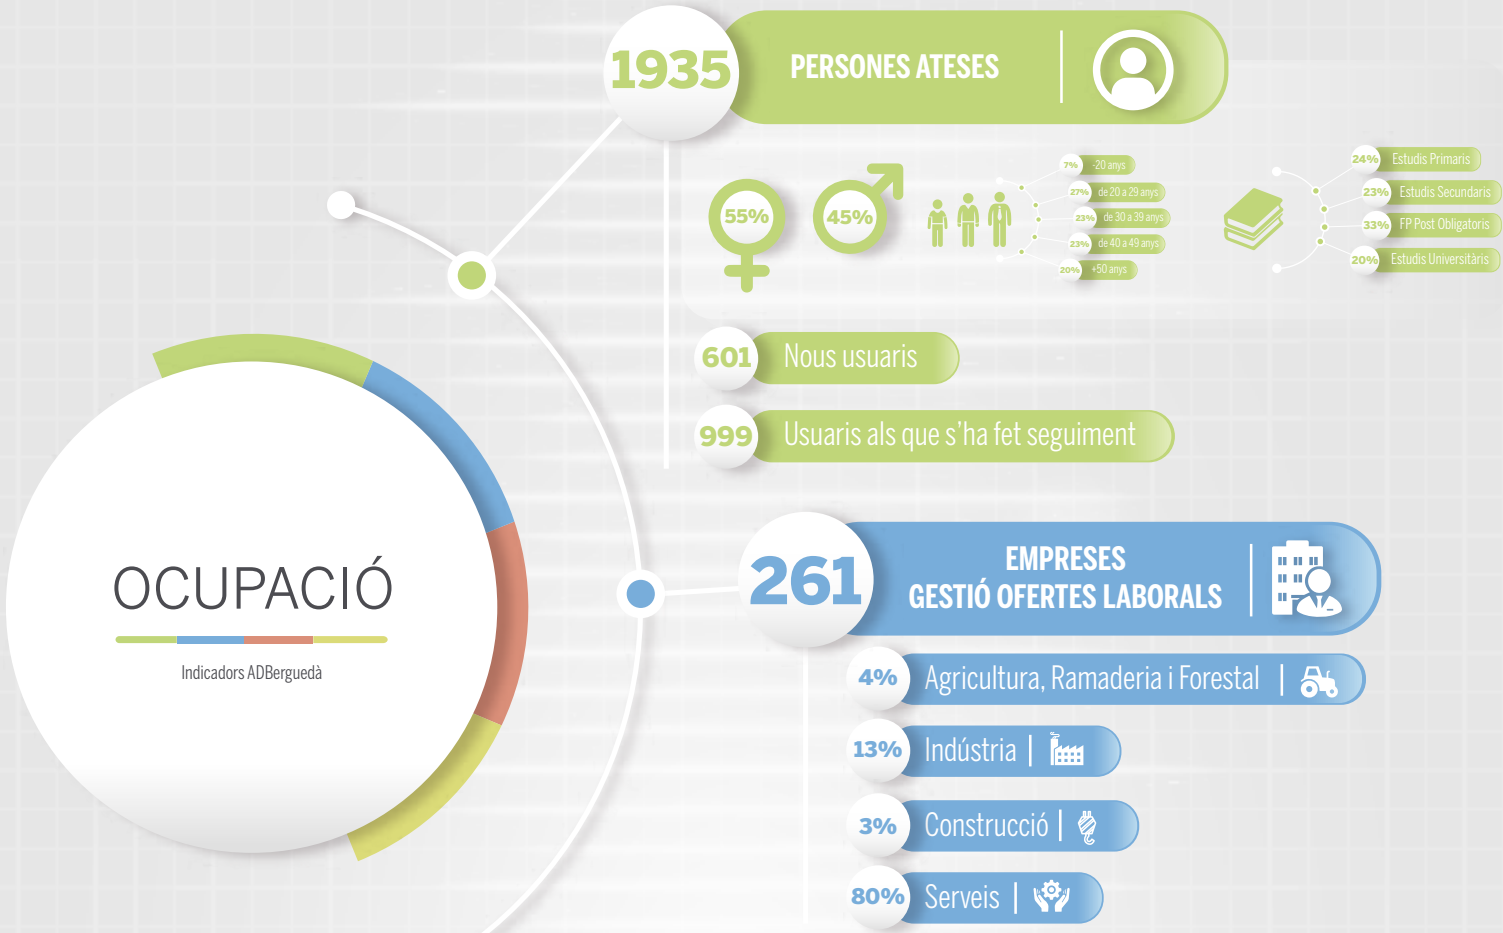 1935
PERSONES ATESES
55%
45%
7% -20 anys
27% de 20 a 29 anys
23% de 30 a 39 anys
23% de 40 a 49 anys
20% +50 anys
24% Estudis Primaris
23% Estudis Secundaris
33% FP Post Obligatoris
20% Estudis Universitàris
601 Nous usuaris
999 Usuaris als que s'ha fet seguiment
OCUPACIÓ
Indicadors ADBerguedà
261
EMPRESES
GESTIÓ OFERTES LABORALS
4% Agricultura, Ramaderia i Forestal
13% Indústria
3% Construcció
80% Serveis